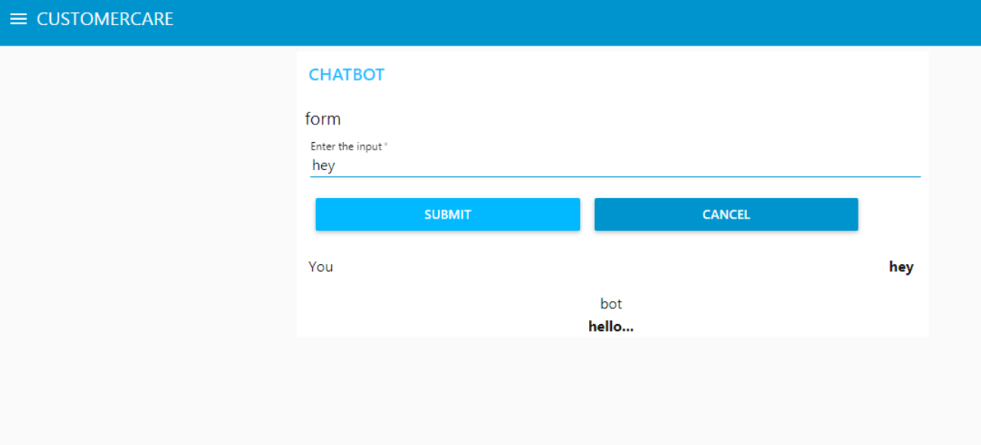 CUSTOMERCARE
CHATBOT
form
Enter the input *
hey
SUBMIT CANCEL
You hey
bot
hello...